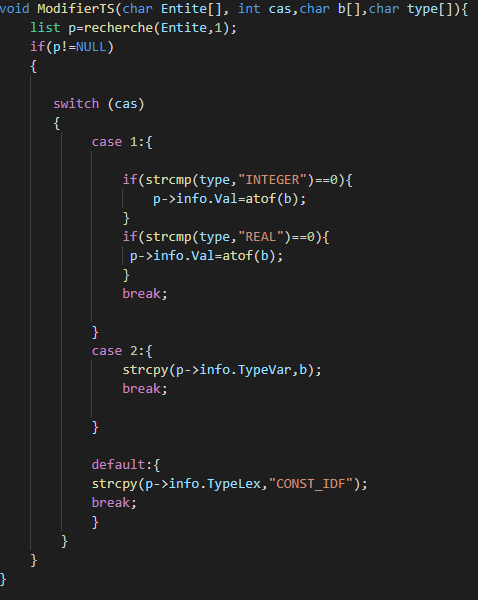 void ModifierTS(char Entite[], int cas,char b[],char type[]){
list p=recherche(Entite,1);
if(p!=NULL)
{
switch (cas)
{
case 1:{
if(strcmp(type,"INTEGER")==0){
p->info.Val=atof(b);
}
if(strcmp(type,"REAL")==0){
p->info.Val=atof(b);
}
break;
}
case 2:{
strcpy(p->info.TypeVar,b);
break;
}
default:{
strcpy(p->info.TypeLex,"CONST_IDF");
break;
}
}
}
}